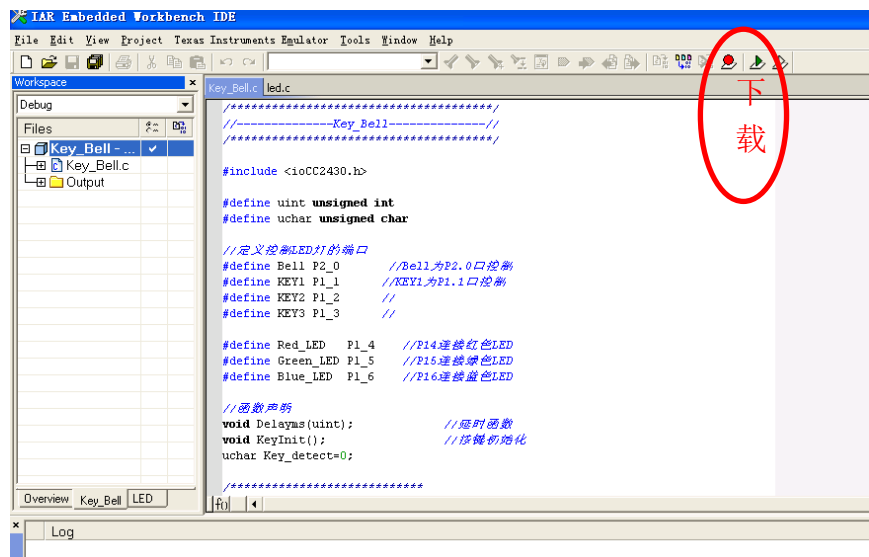 IAR Embedded Workbench IDE
File Edit View Project Texas Instruments Emulator Tools Window Help
Workspace
Key_Bell.c led.c
Debug
Files
Key_Bell - ...
Key_Bell.c
Output
/***************************************/
//--------------Key_Bell--------------//
/***************************************/
#include <ioCC2430.h>
#define uint unsigned int
#define uchar unsigned char
//定义控制LED灯的端口
#define Bell P2_0 //Bell为P2.0口控制
#define KEY1 P1_1 //KEY1为P1.1口控制
#define KEY2 P1_2 //
#define KEY3 P1_3 //
#define Red_LED P1_4 //P14连接红色LED
#define Green_LED P1_5 //P15连接绿色LED
#define Blue_LED P1_6 //P16连接蓝色LED
//函数声明
void Delayms(uint); //延时函数
void KeyInit(); //按键初始化
uchar Key_detect=0;
/****************************
下
载
Overview Key_Bell LED
f()
Log